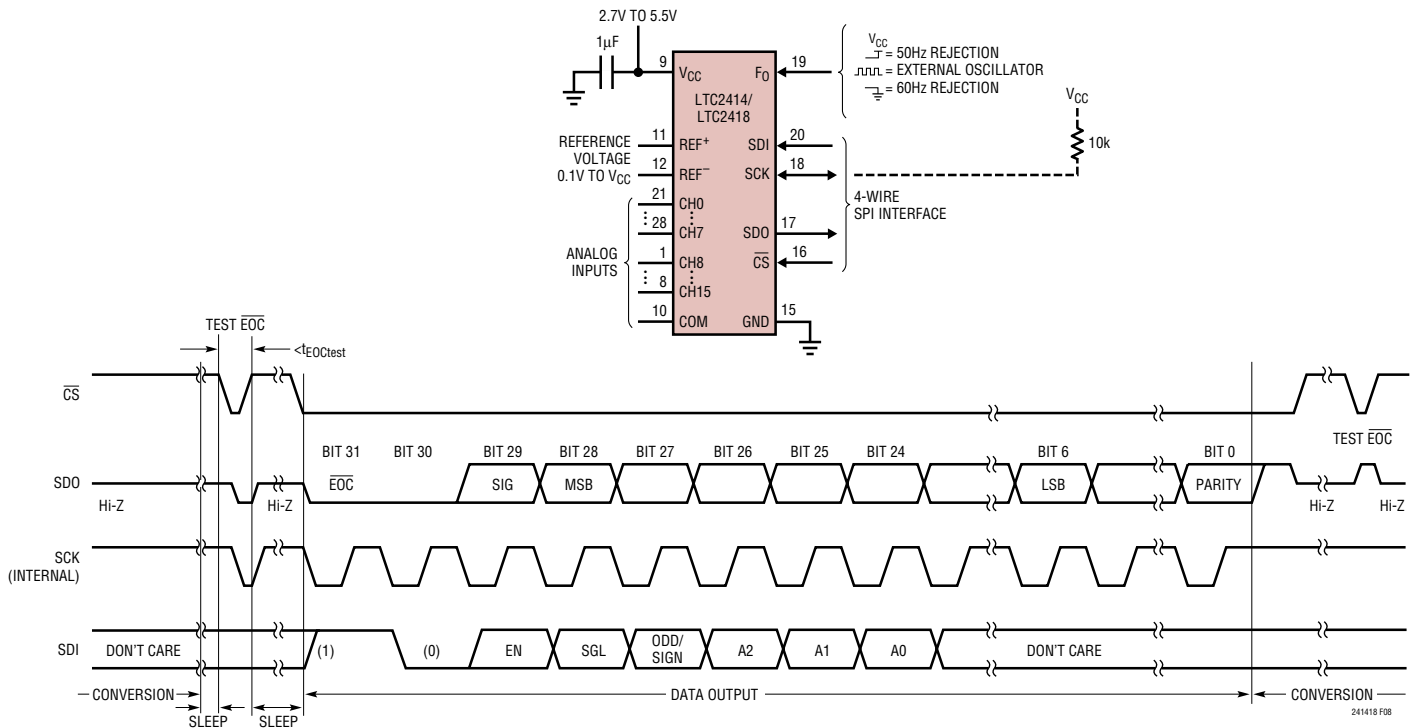 2.7V TO 5.5V
1µF
9
VCC
FO
19
VCC
= 50Hz REJECTION
= EXTERNAL OSCILLATOR
= 60Hz REJECTION
LTC2414/
LTC2418
VCC
10k
REFERENCE
VOLTAGE
0.1V TO VCC
11
REF+
12
REF–
SDI
20
SCK
18
4-WIRE
SPI INTERFACE
ANALOG
INPUTS
21
CH0
28
CH7
1
CH8
8
CH15
10
COM
SDO
17
CS
16
GND
15
TEST EOC
<tEOCtest
CS
BIT 31
BIT 30
BIT 29
BIT 28
BIT 27
BIT 26
BIT 25
BIT 24
BIT 6
BIT 0
TEST EOC
SDO
EOC
SIG
MSB
LSB
PARITY
Hi-Z
Hi-Z
Hi-Z
Hi-Z
SCK
(INTERNAL)
SDI
DON'T CARE
(1)
(0)
EN
SGL
ODD/
SIGN
A2
A1
A0
DON'T CARE
CONVERSION
DATA OUTPUT
CONVERSION
SLEEP
SLEEP
241418 F08